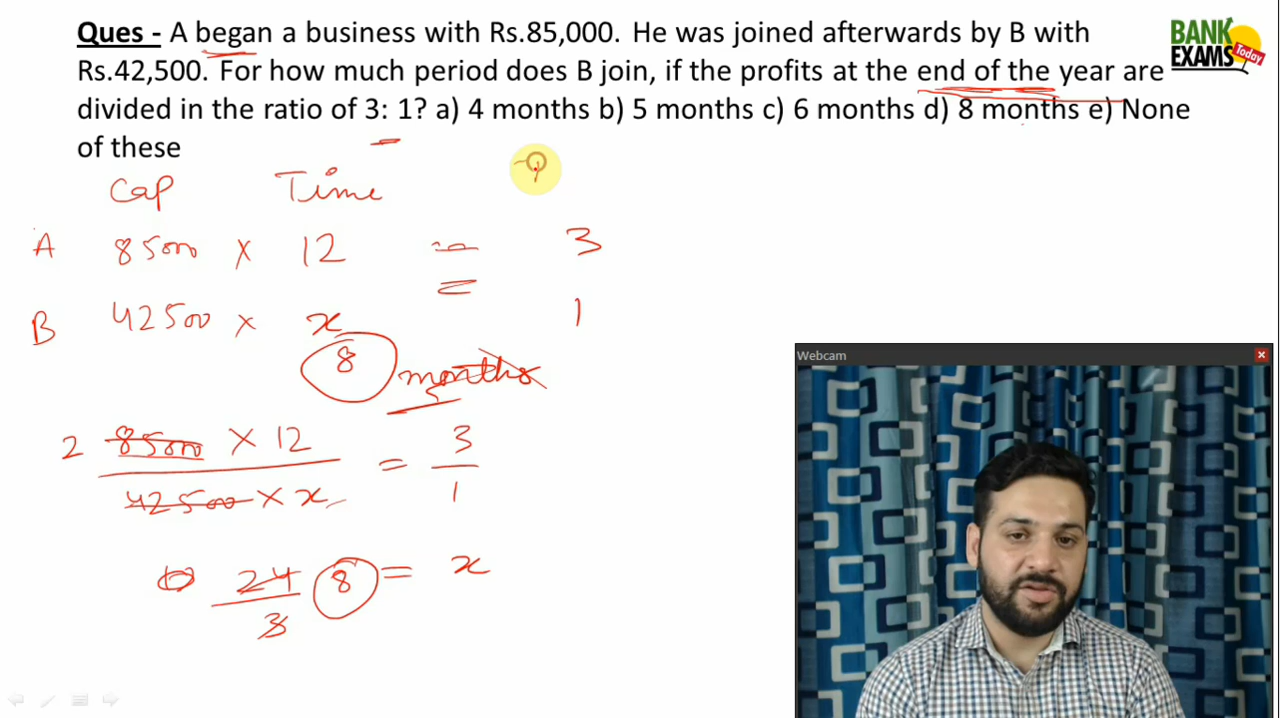 Ques - A began a business with Rs.85,000. He was joined afterwards by B with
Rs.42,500. For how much period does B join, if the profits at the end of the year are
divided in the ratio of 3: 1? a) 4 months b) 5 months c) 6 months d) 8 months e) None
of these
BANK
EXAMS Today
Cap Time
A 85000 × 12 = 3
=
B 42500 × x 1
8 months
Webcam
2 85000 × 12 = 3
42500 × x 1
24 8 = x
3